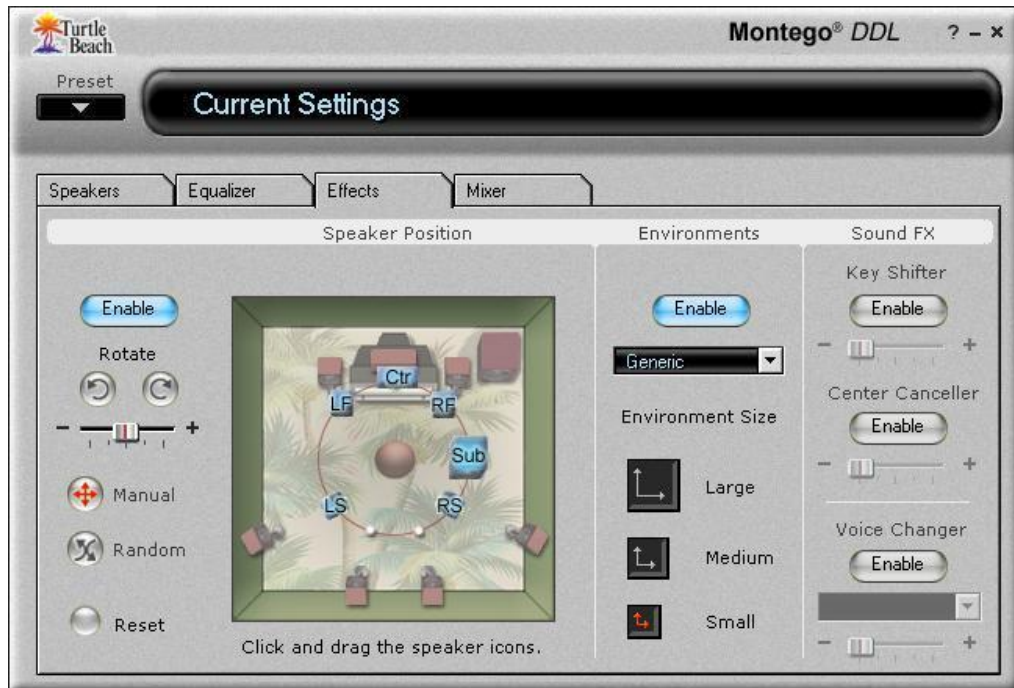 Turtle
Beach
Montego® DDL ? – ×
Preset
Current Settings
Speakers Equalizer Effects Mixer
Speaker Position Environments Sound FX
Enable
Rotate
- +
Manual
Random
Reset
Ctr
LF RF
Sub
LS RS
Click and drag the speaker icons.
Enable
Generic
Environment Size
Large
Medium
Small
Key Shifter
Enable
- +
Center Canceller
Enable
- +
Voice Changer
Enable
- +